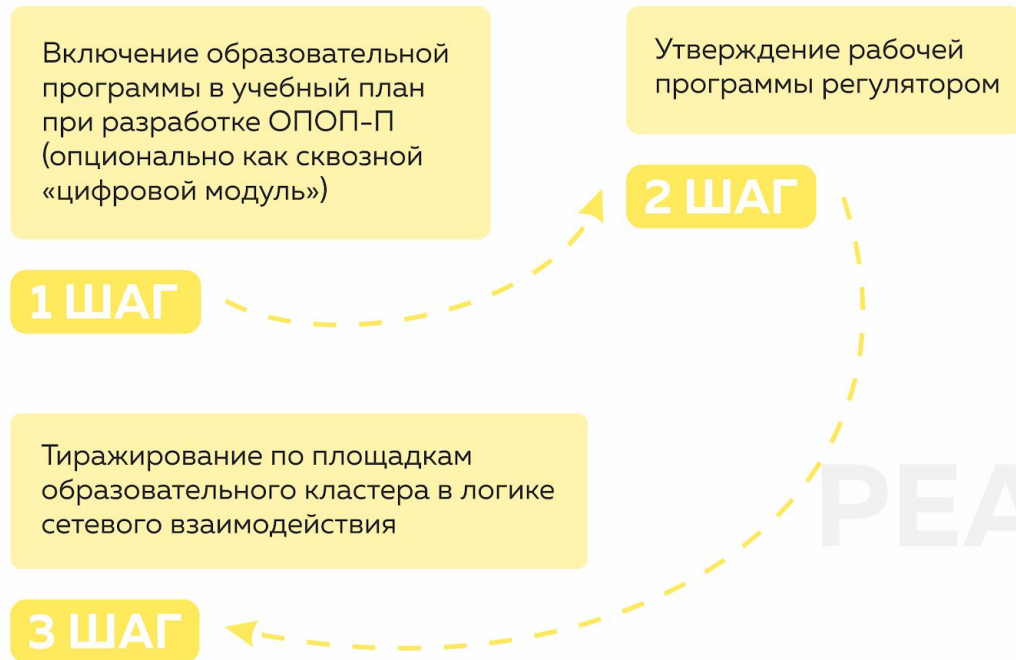 Включение образовательной
программы в учебный план
при разработке ОПОП-П
(опционально как сквозной
«цифровой модуль»)
1 ШАГ
Утверждение рабочей
программы регулятором
2 ШАГ
Тиражирование по площадкам
образовательного кластера в логике
сетевого взаимодействия
3 ШАГ